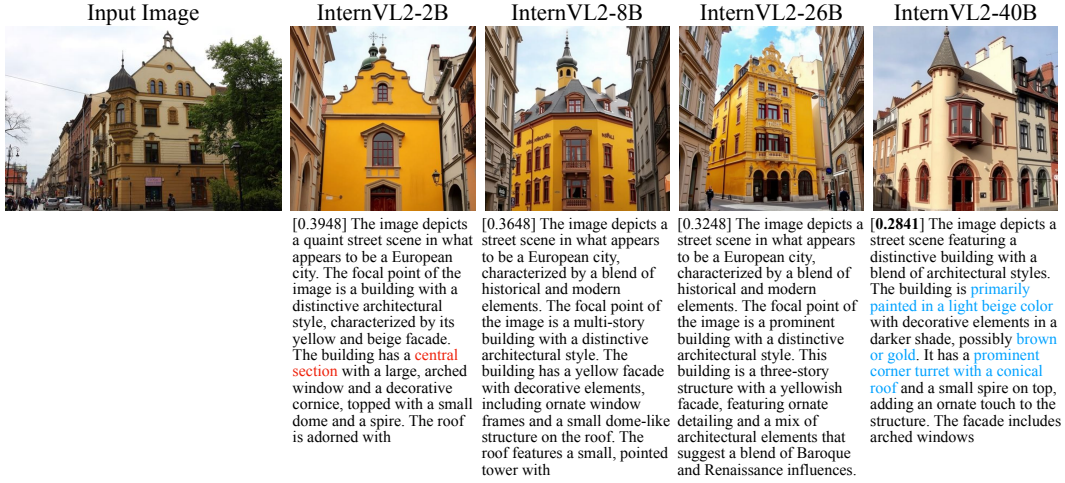 Input Image
InternVL2-2B
InternVL2-8B
InternVL2-26B
InternVL2-40B
[0.3948] The image depicts
a quaint street scene in what
appears to be a European
city. The focal point of the
image is a building with a
distinctive architectural
style, characterized by its
yellow and beige facade.
The building has a central
section with a large, arched
window and a decorative
cornice, topped with a small
dome and a spire. The roof
is adorned with
[0.3648] The image depicts a
street scene in what appears
to be a European city,
characterized by a blend of
historical and modern
elements. The focal point of
the image is a multi-story
building with a distinctive
architectural style. The
building has a yellow facade
with decorative elements,
including ornate window
frames and a small dome-like
structure on the roof. The
roof features a small, pointed
tower with
[0.3248] The image depicts a
street scene in what appears
to be a European city,
characterized by a blend of
historical and modern
elements. The focal point of
the image is a prominent
building with a distinctive
architectural style. This
building is a three-story
structure with a yellowish
facade, featuring ornate
detailing and a mix of
architectural elements that
suggest a blend of Baroque
and Renaissance influences.
[0.2841] The image depicts a
street scene featuring a
distinctive building with a
blend of architectural styles.
The building is primarily
painted in a light beige color
with decorative elements in a
darker shade, possibly brown
or gold. It has a prominent
corner turret with a conical
roof and a small spire on top,
adding an ornate touch to the
structure. The facade includes
arched windows